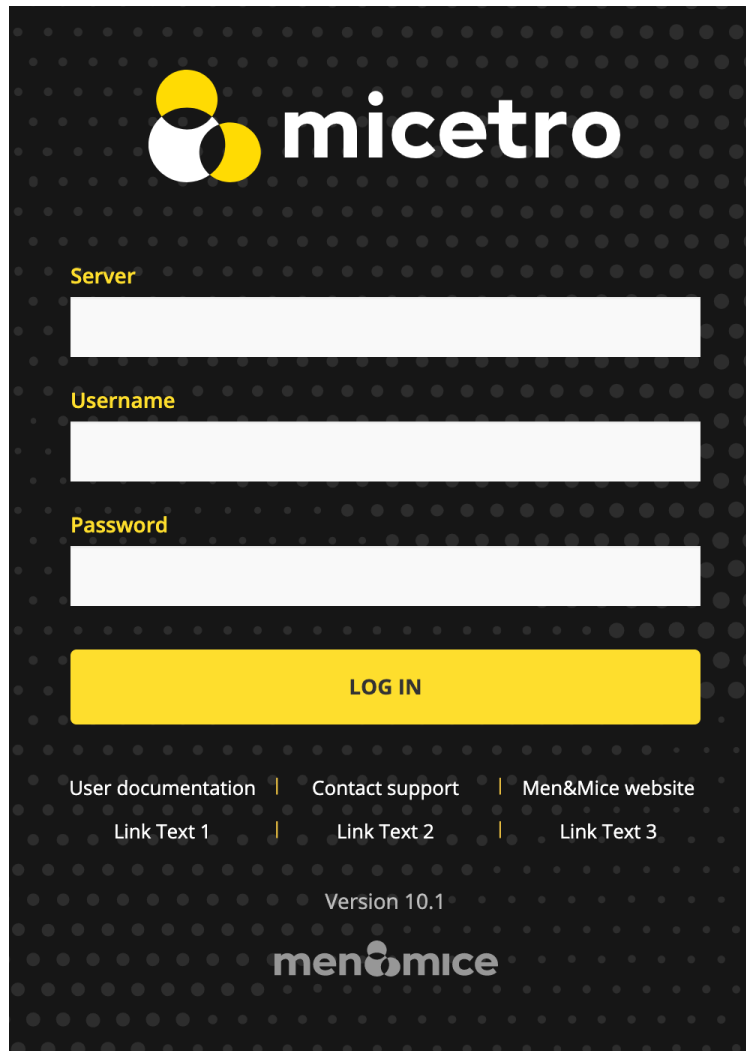 micetro
Server
Username
Password
LOG IN
User documentation | Contact support | Men&Mice website
Link Text 1 | Link Text 2 | Link Text 3
Version 10.1
men&mice